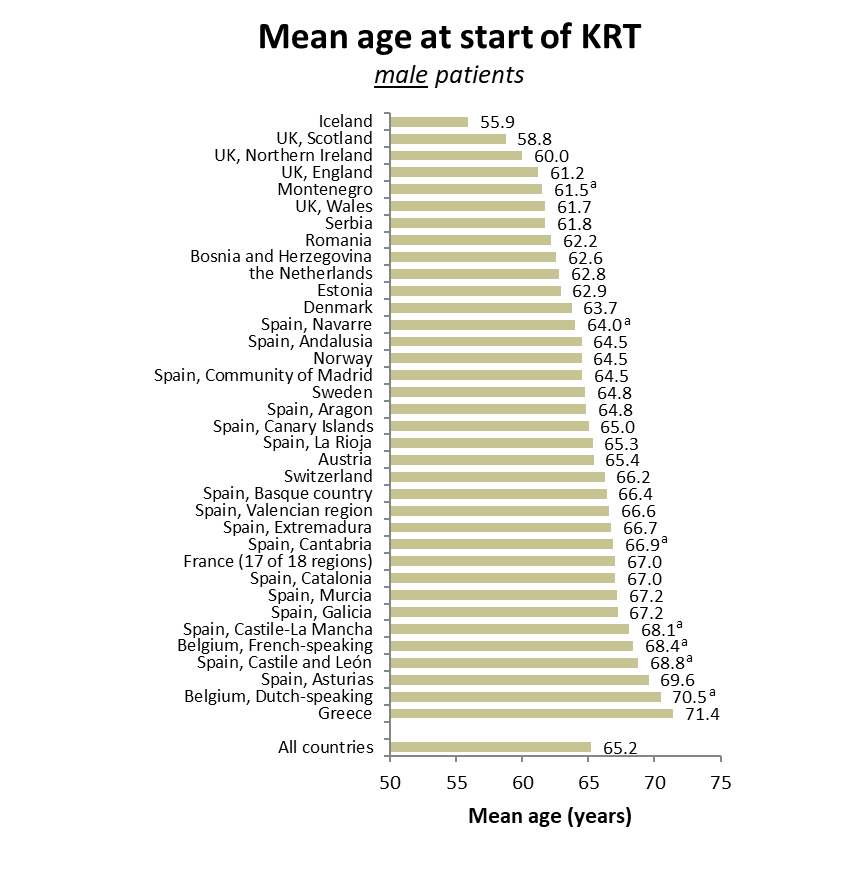 Mean age at start of KRT
male patients
Iceland 55.9
UK, Scotland 58.8
UK, Northern Ireland 60.0
UK, England 61.2
Montenegro 61.5a
UK, Wales 61.7
Serbia 61.8
Romania 62.2
Bosnia and Herzegovina 62.6
the Netherlands 62.8
Estonia 62.9
Denmark 63.7
Spain, Navarre 64.0a
Spain, Andalusia 64.5
Norway 64.5
Spain, Community of Madrid 64.5
Sweden 64.8
Spain, Aragon 64.8
Spain, Canary Islands 65.0
Spain, La Rioja 65.3
Austria 65.4
Switzerland 66.2
Spain, Basque country 66.4
Spain, Valencian region 66.6
Spain, Extremadura 66.7
Spain, Cantabria 66.9a
France (17 of 18 regions) 67.0
Spain, Catalonia 67.0
Spain, Murcia 67.2
Spain, Galicia 67.2
Spain, Castile-La Mancha 68.1a
Belgium, French-speaking 68.4a
Spain, Castile and León 68.8a
Spain, Asturias 69.6
Belgium, Dutch-speaking 70.5a
Greece 71.4
All countries 65.2
50 55 60 65 70 75
Mean age (years)